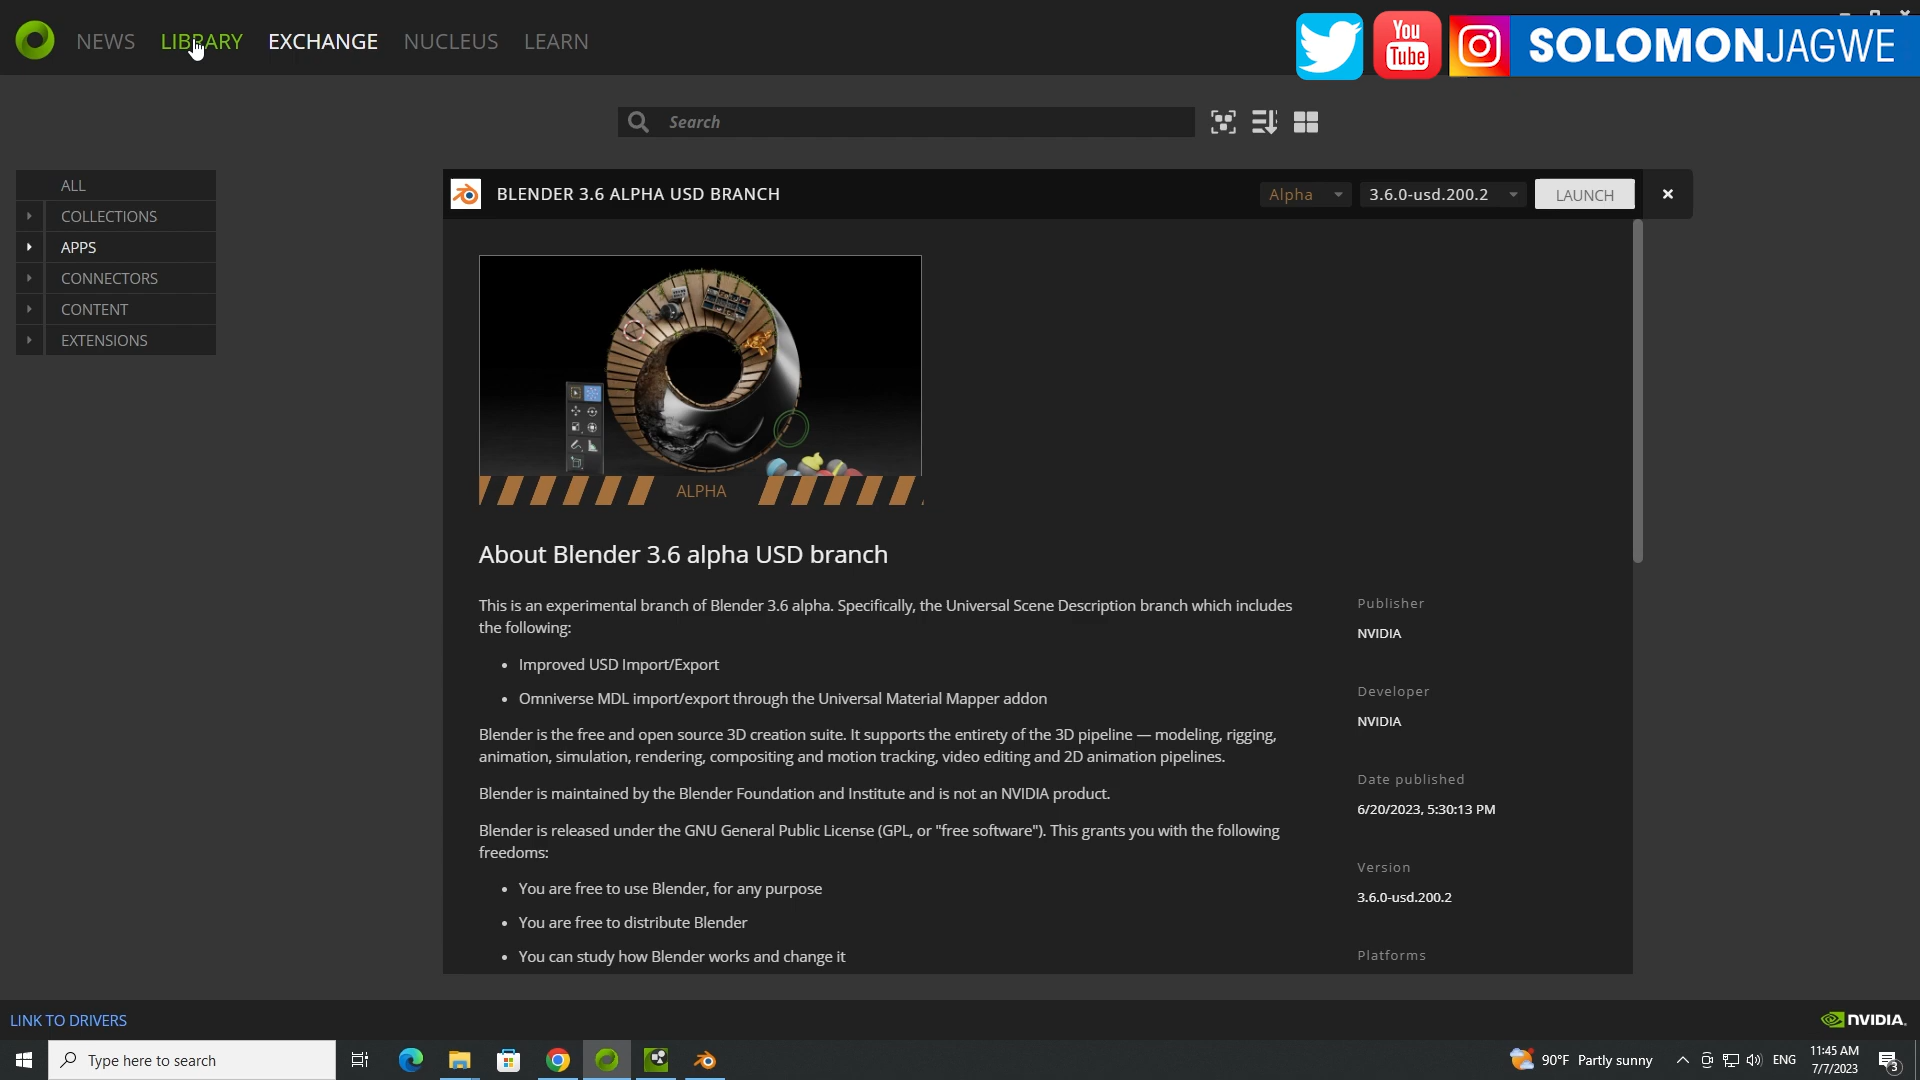 NEWS LIBRARY EXCHANGE NUCLEUS LEARN
You
Tube
SOLOMONJAGWE
Search
ALL
COLLECTIONS
APPS
CONNECTORS
CONTENT
EXTENSIONS
BLENDER 3.6 ALPHA USD BRANCH
Alpha
3.6.0-usd.200.2
LAUNCH
ALPHA
About Blender 3.6 alpha USD branch
This is an experimental branch of Blender 3.6 alpha. Specifically, the Universal Scene Description branch which includes
the following:
• Improved USD Import/Export
• Omniverse MDL import/export through the Universal Material Mapper addon
Blender is the free and open source 3D creation suite. It supports the entirety of the 3D pipeline — modeling, rigging,
animation, simulation, rendering, compositing and motion tracking, video editing and 2D animation pipelines.
Blender is maintained by the Blender Foundation and Institute and is not an NVIDIA product.
Blender is released under the GNU General Public License (GPL, or "free software"). This grants you with the following
freedoms:
• You are free to use Blender, for any purpose
• You are free to distribute Blender
• You can study how Blender works and change it
Publisher
NVIDIA
Developer
NVIDIA
Date published
6/20/2023, 5:30:13 PM
Version
3.6.0-usd.200.2
Platforms
LINK TO DRIVERS
NVIDIA.
Type here to search
90°F Partly sunny
ENG
11:45 AM
7/7/2023
3